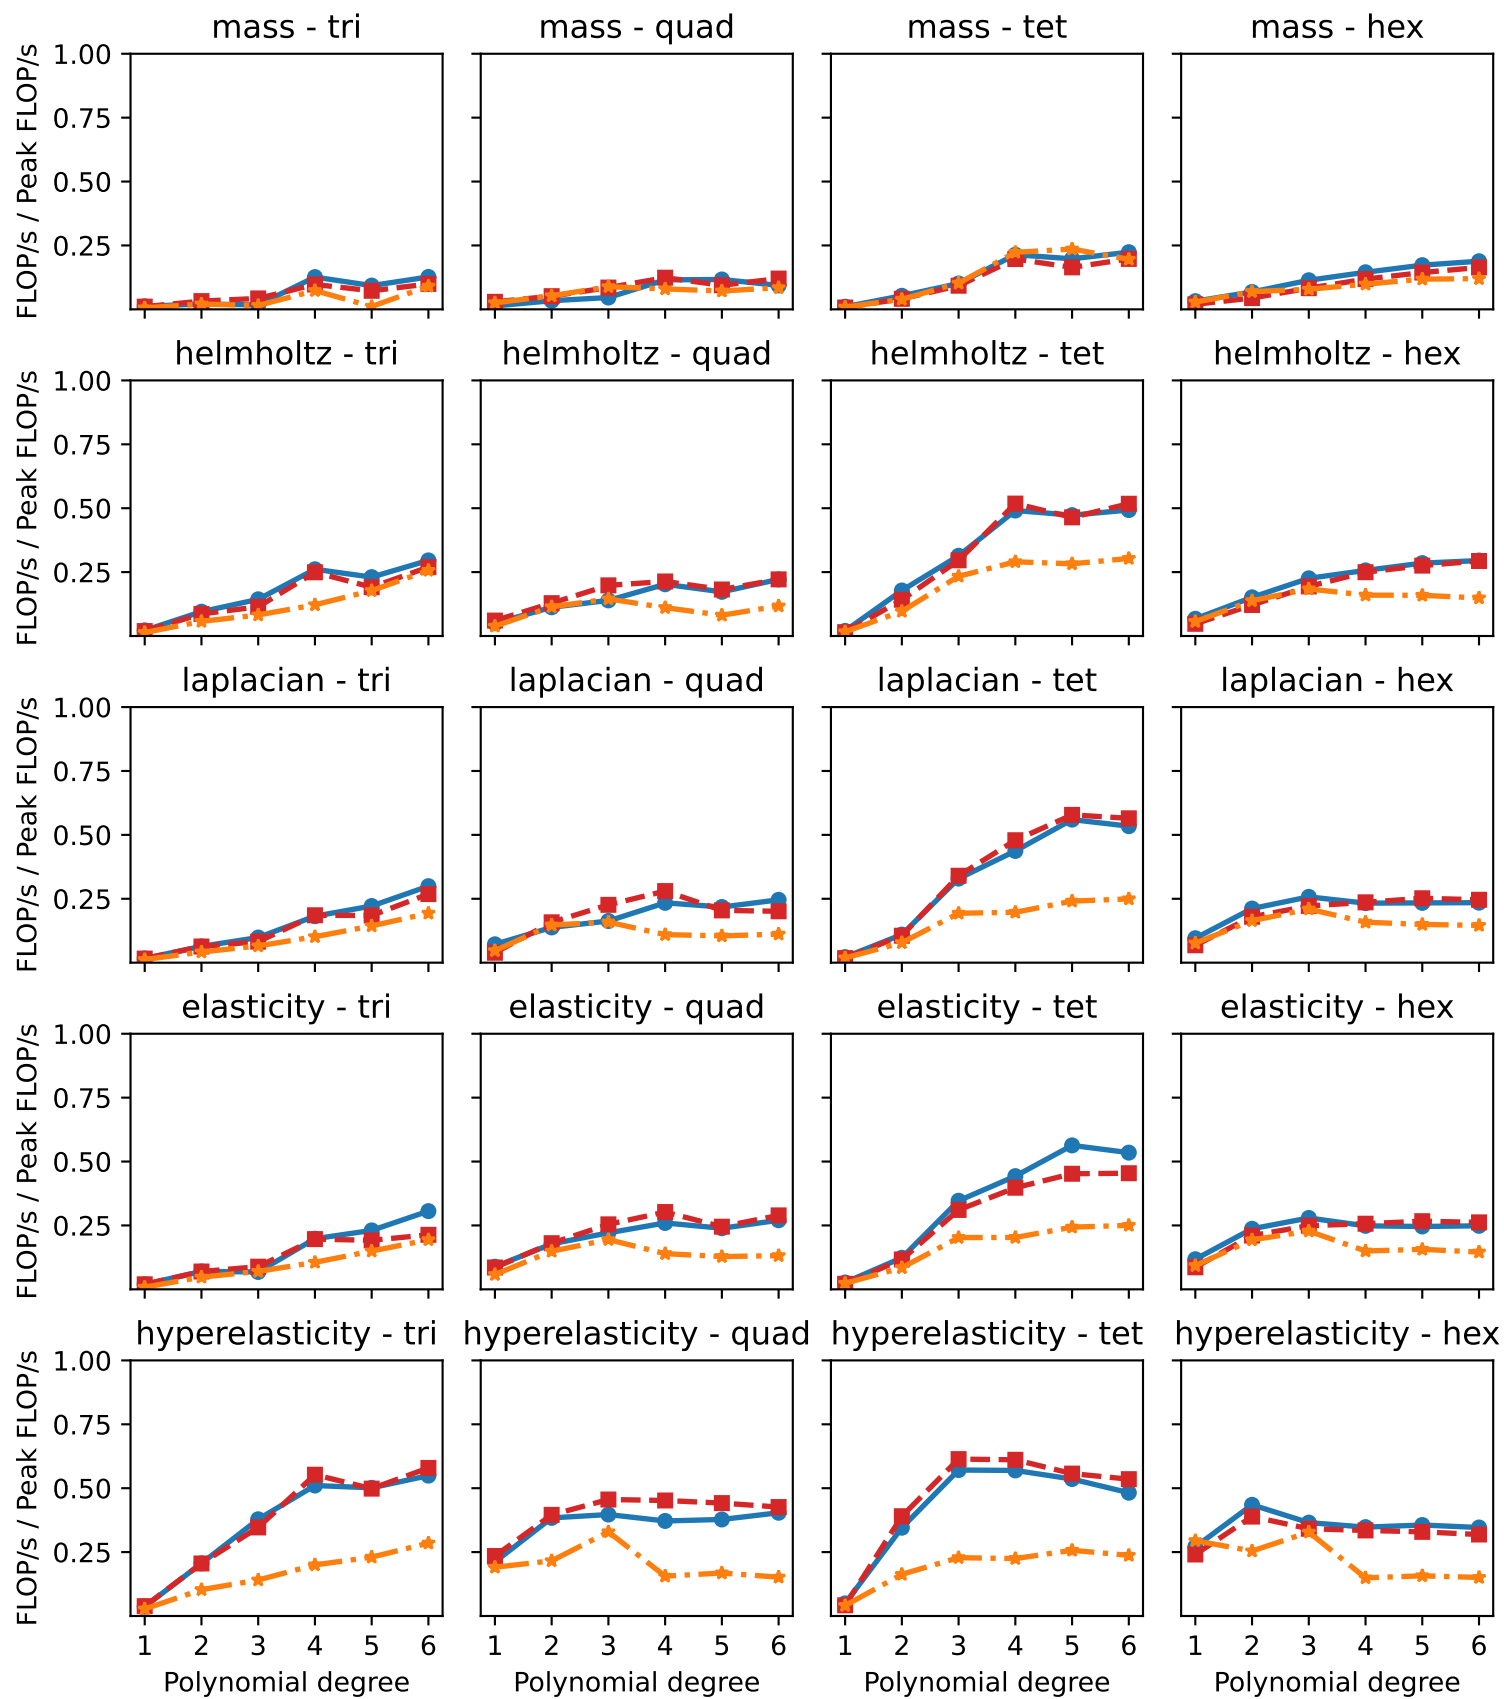 mass - tri
mass - quad
mass - tet
mass - hex
FLOP/s / Peak FLOP/s
1.00
0.75
0.50
0.25
helmholtz - tri
helmholtz - quad
helmholtz - tet
helmholtz - hex
FLOP/s / Peak FLOP/s
1.00
0.75
0.50
0.25
laplacian - tri
laplacian - quad
laplacian - tet
laplacian - hex
FLOP/s / Peak FLOP/s
1.00
0.75
0.50
0.25
elasticity - tri
elasticity - quad
elasticity - tet
elasticity - hex
FLOP/s / Peak FLOP/s
1.00
0.75
0.50
0.25
hyperelasticity - tri
hyperelasticity - quad
hyperelasticity - tet
hyperelasticity - hex
FLOP/s / Peak FLOP/s
1.00
0.75
0.50
0.25
1 2 3 4 5 6
1 2 3 4 5 6
1 2 3 4 5 6
1 2 3 4 5 6
Polynomial degree
Polynomial degree
Polynomial degree
Polynomial degree